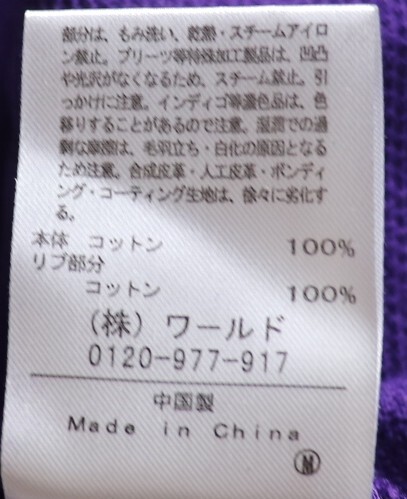 部分は、もみ洗い、乾熱・スチームアイロ
ン禁止。プリーツ等特殊加工製品は、凹凸
や光沢がなくなるため、スチーム禁止。引
っかけに注意。インディゴ等濃色品は、色
移りすることがあるので注意。湿潤での過
剰な摩擦は、毛羽立ち・白化の原因となる
ため注意。合成皮革・人工皮革・ボンディ
ング・コーティング生地は、徐々に劣化す
る。
本体 コットン 100%
リブ部分
コットン 100%
(株)ワールド
0120-977-917
中国製
Made in China
M